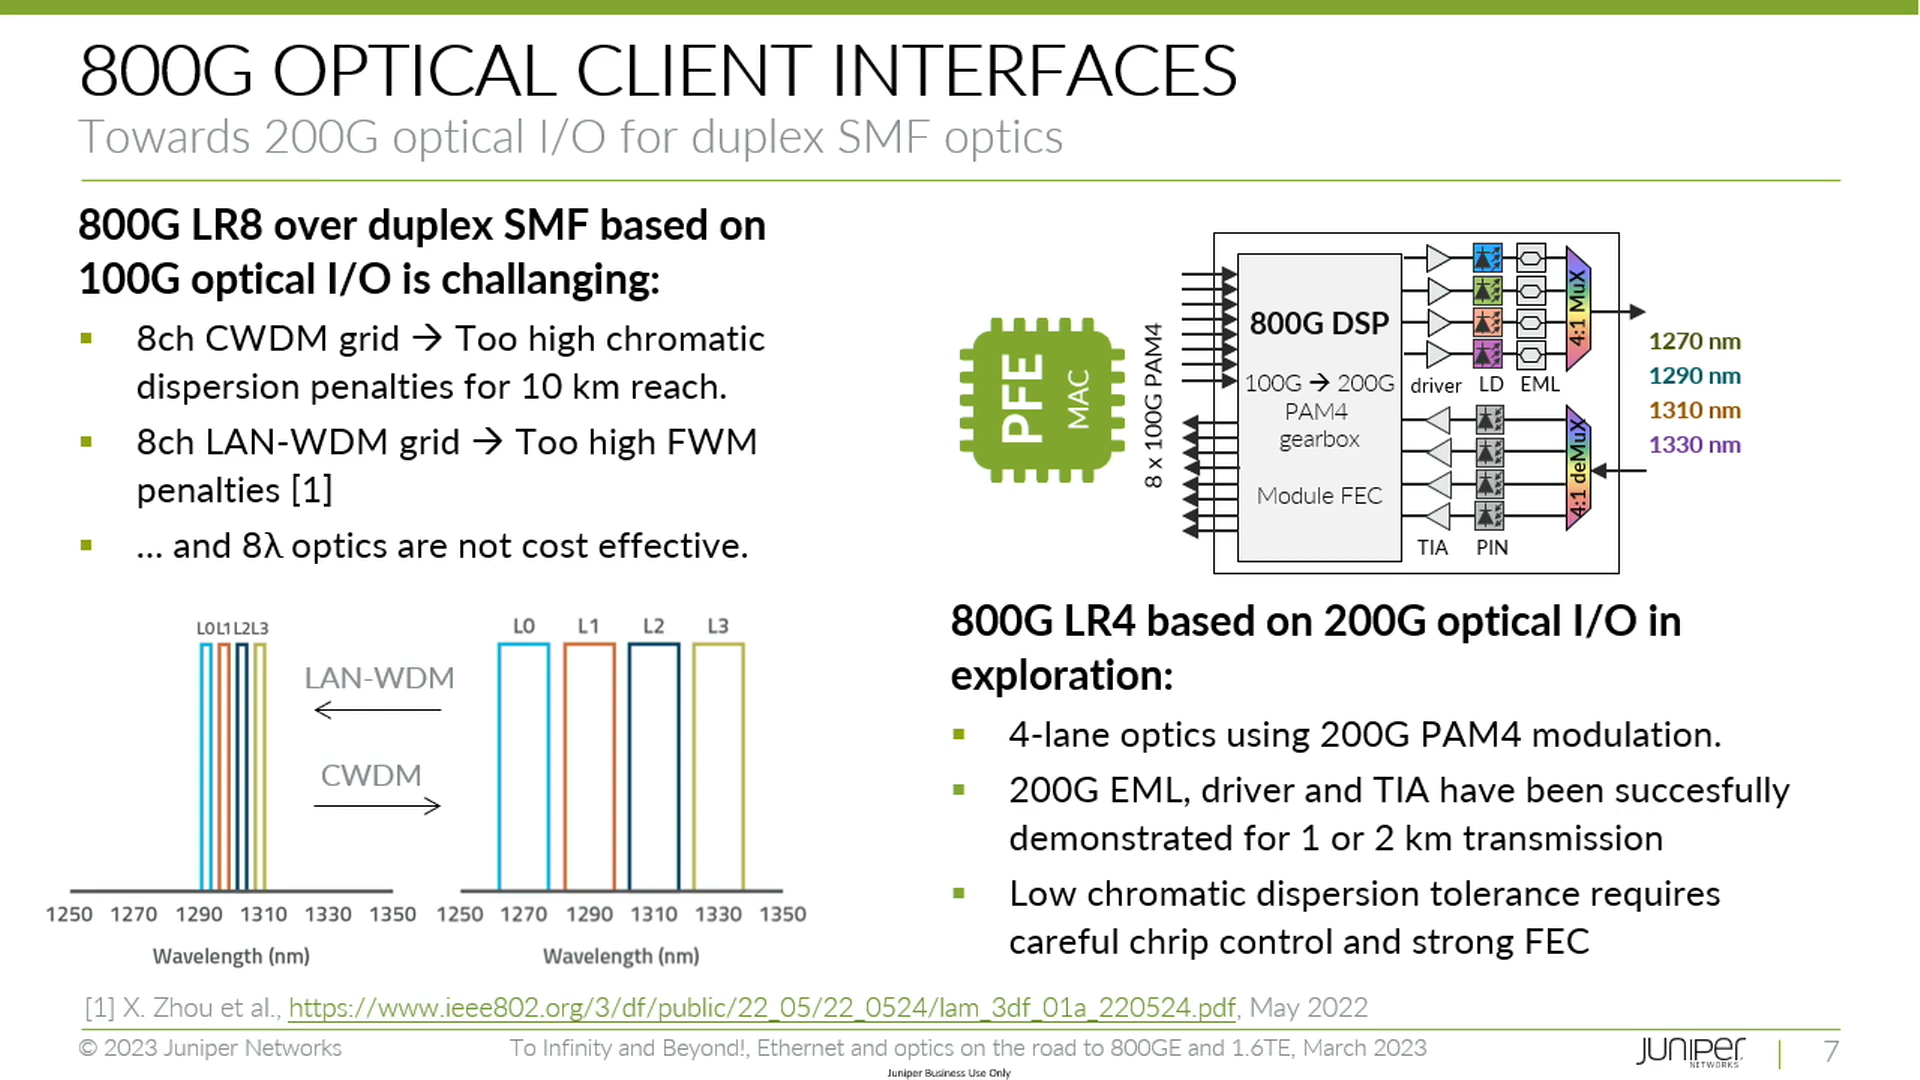 800G OPTICAL CLIENT INTERFACES
Towards 200G optical I/O for duplex SMF optics
800G LR8 over duplex SMF based on
100G optical I/O is challanging:
▪ 8ch CWDM grid → Too high chromatic
dispersion penalties for 10 km reach.
▪ 8ch LAN-WDM grid → Too high FWM
penalties [1]
▪ ... and 8λ optics are not cost effective.
L0 L1 L2 L3
LAN-WDM
CWDM
1250 1270 1290 1310 1330 1350
Wavelength (nm)
L0 L1 L2 L3
1250 1270 1290 1310 1330 1350
Wavelength (nm)
PFE
MAC
8 x 100G PAM4
800G DSP
100G → 200G
PAM4
gearbox
Module FEC
driver LD EML
4:1 MuX
TIA PIN
4:1 deMuX
1270 nm
1290 nm
1310 nm
1330 nm
800G LR4 based on 200G optical I/O in
exploration:
▪ 4-lane optics using 200G PAM4 modulation.
▪ 200G EML, driver and TIA have been succesfully
demonstrated for 1 or 2 km transmission
▪ Low chromatic dispersion tolerance requires
careful chrip control and strong FEC
[1] X. Zhou et al., https://www.ieee802.org/3/df/public/22_05/22_0524/lam_3df_01a_220524.pdf, May 2022
© 2023 Juniper Networks
To Infinity and Beyond!, Ethernet and optics on the road to 800GE and 1.6TE, March 2023
Juniper Business Use Only
JUNIPER
NETWORKS
7